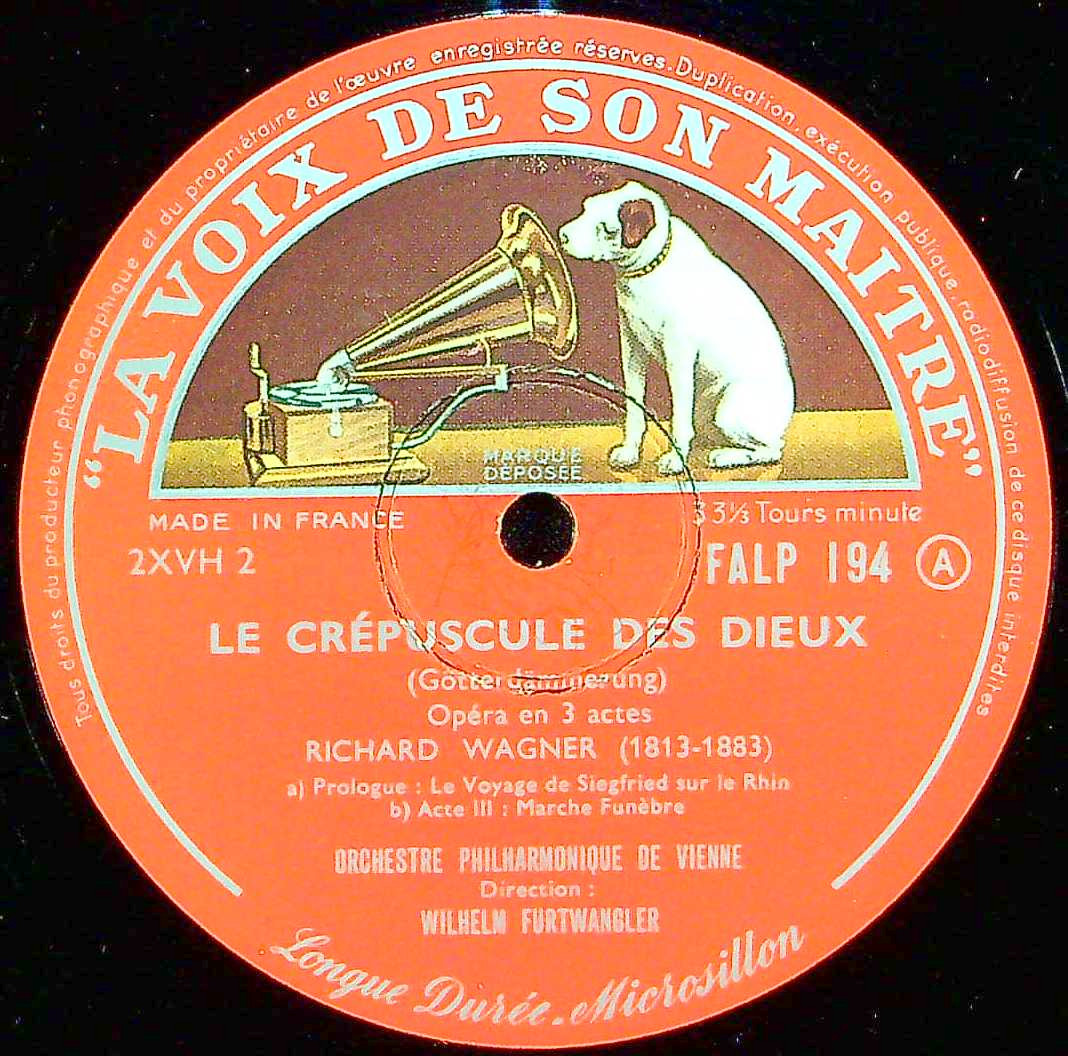 Tous droits du producteur phonographique et du propriétaire de l'œuvre enregistrée réservés. Duplication, exécution publique, radiodiffusion de ce disque interdites
"LA VOIX DE SON MAITRE"
MARQUE
DÉPOSÉE
MADE IN FRANCE
33⅓ Tours minute
2XVH 2
FALP 194 A
LE CRÉPUSCULE DES DIEUX
(Götterdämmerung)
Opéra en 3 actes
RICHARD WAGNER (1813-1883)
a) Prologue : Le Voyage de Siegfried sur le Rhin
b) Acte III : Marche Funèbre
ORCHESTRE PHILHARMONIQUE DE VIENNE
Direction :
WILHELM FURTWANGLER
Longue Durée. Microsillon